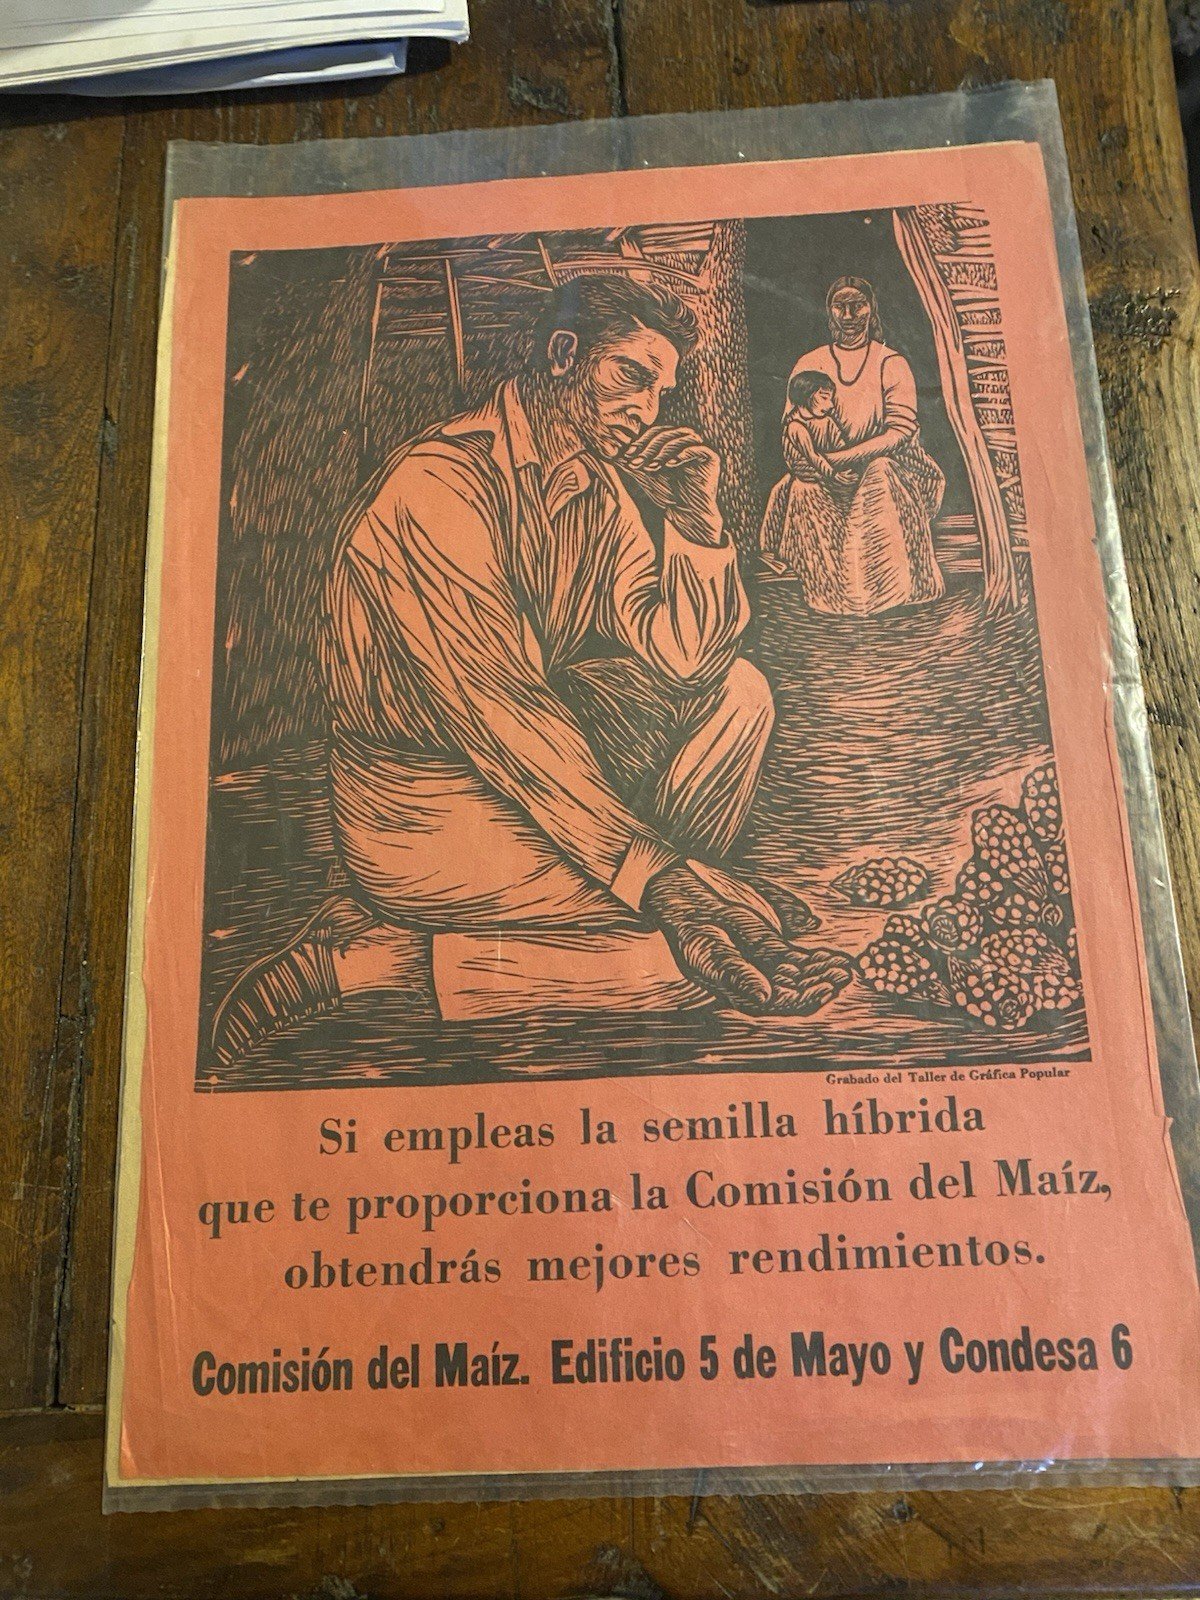 Grabado del Taller de Gráfica Popular
Si empleas la semilla híbrida
que te proporciona la Comisión del Maíz,
obtendrás mejores rendimientos.
Comisión del Maíz. Edificio 5 de Mayo y Condesa 6